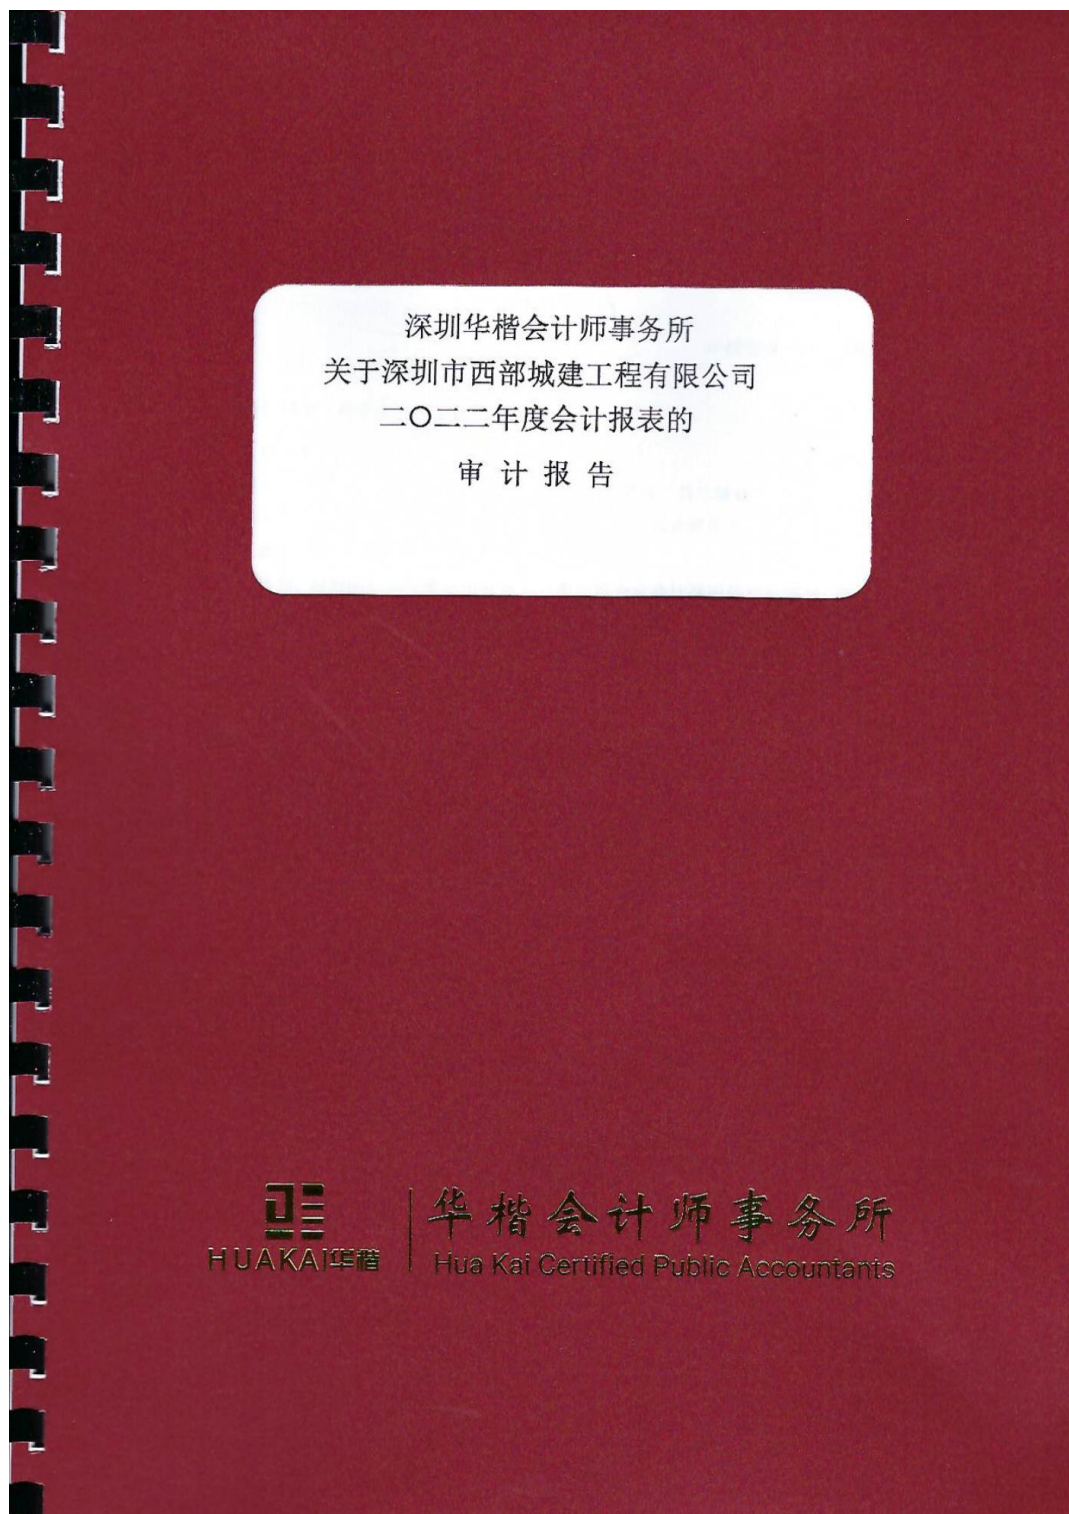 深圳华楷会计师事务所
关于深圳市西部城建工程有限公司
二〇二二年度会计报表的
审计报告
HUAKAI华楷
华楷会计师事务所
Hua Kai Certified Public Accountants